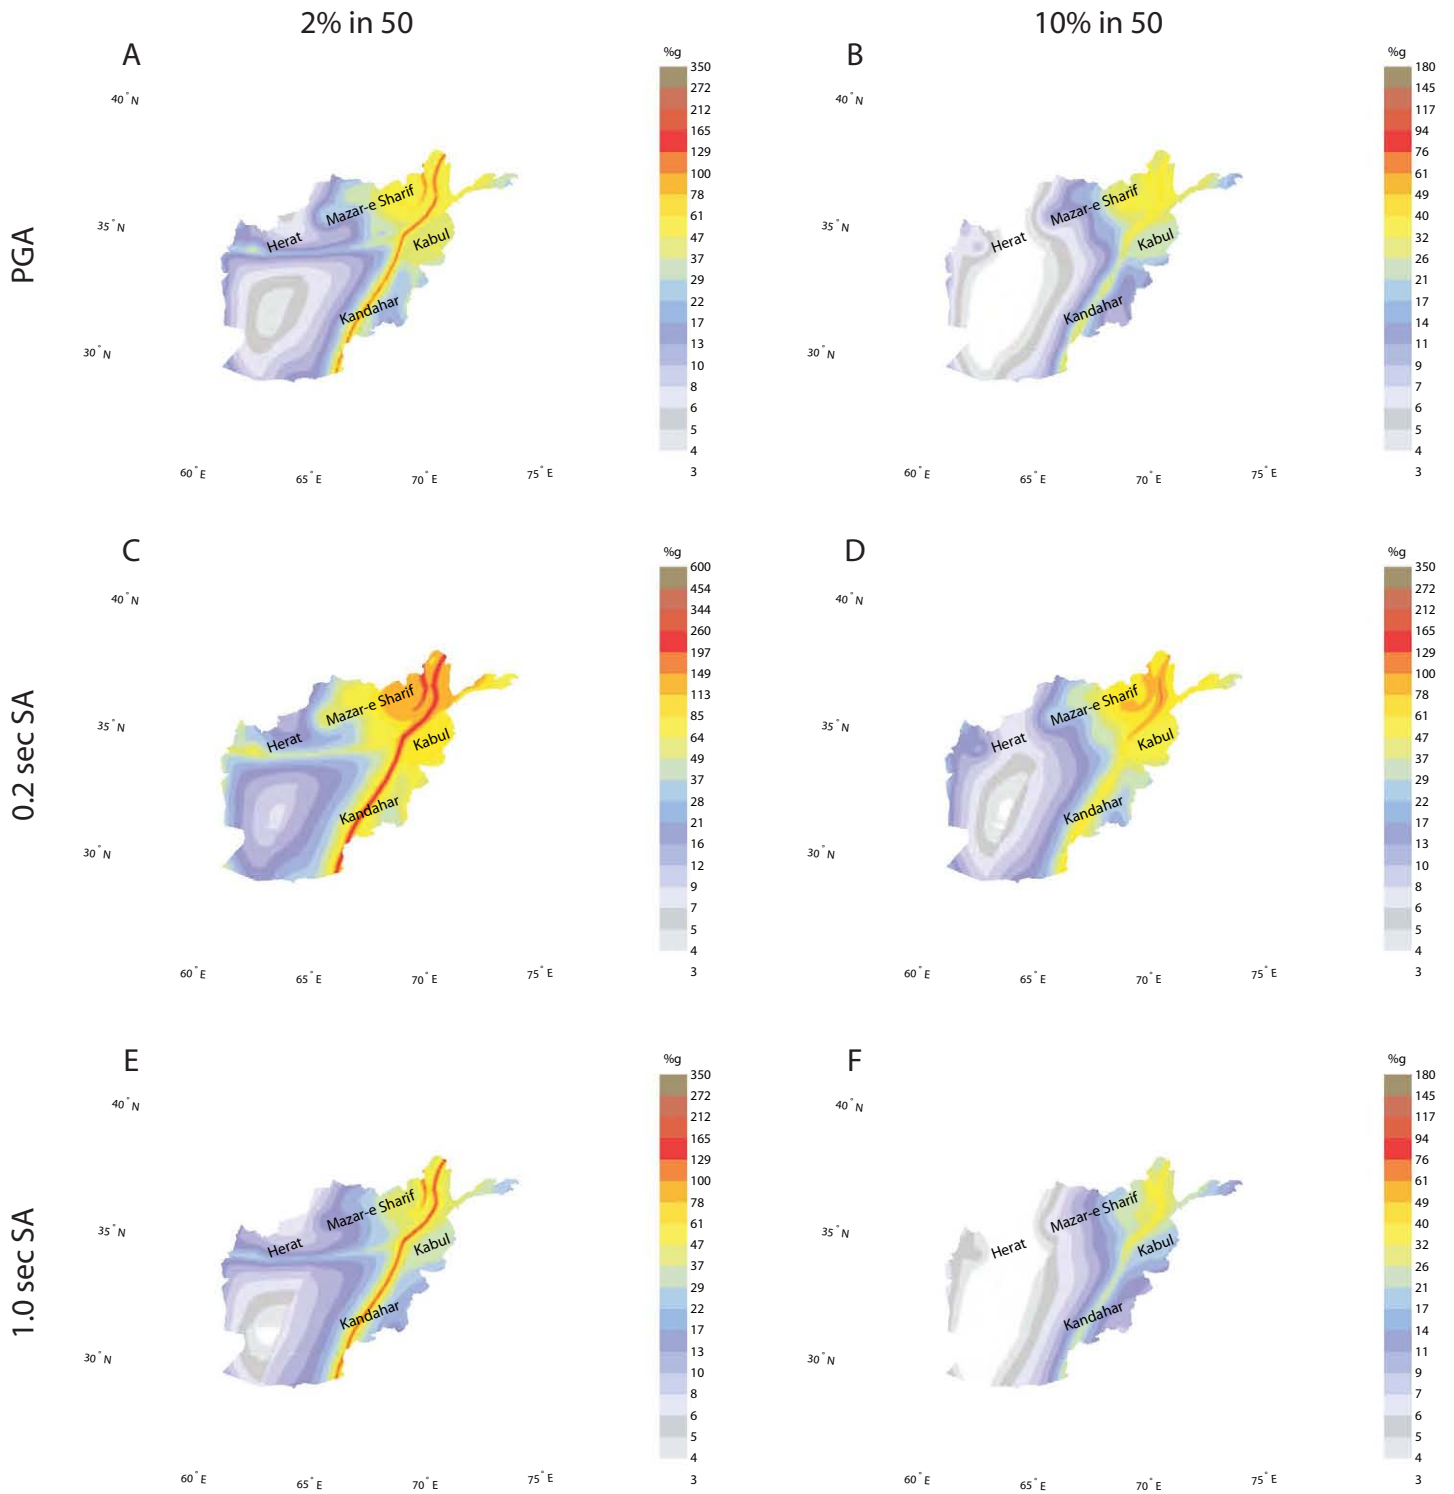 2% in 50
10% in 50
PGA
A
%g
350
272
212
165
129
100
78
61
47
37
29
22
17
13
10
8
6
5
4
3
40° N
35° N
30° N
60° E
65° E
70° E
75° E
Mazar-e Sharif
Herat
Kabul
Kandahar
B
%g
180
145
117
94
76
61
49
40
32
26
21
17
14
11
9
7
6
5
4
3
40° N
35° N
30° N
60° E
65° E
70° E
75° E
Mazar-e Sharif
Herat
Kabul
Kandahar
0.2 sec SA
C
%g
600
454
344
260
197
149
113
85
64
49
37
28
21
16
12
9
7
5
4
3
40° N
35° N
30° N
60° E
65° E
70° E
75° E
Mazar-e Sharif
Herat
Kabul
Kandahar
D
%g
350
272
212
165
129
100
78
61
47
37
29
22
17
13
10
8
6
5
4
3
40° N
35° N
30° N
60° E
65° E
70° E
75° E
Mazar-e Sharif
Herat
Kabul
Kandahar
1.0 sec SA
E
%g
350
272
212
165
129
100
78
61
47
37
29
22
17
13
10
8
6
5
4
3
40° N
35° N
30° N
60° E
65° E
70° E
75° E
Mazar-e Sharif
Herat
Kabul
Kandahar
F
%g
180
145
117
94
76
61
49
40
32
26
21
17
14
11
9
7
6
5
4
3
40° N
35° N
30° N
60° E
65° E
70° E
75° E
Mazar-e Sharif
Herat
Kabul
Kandahar